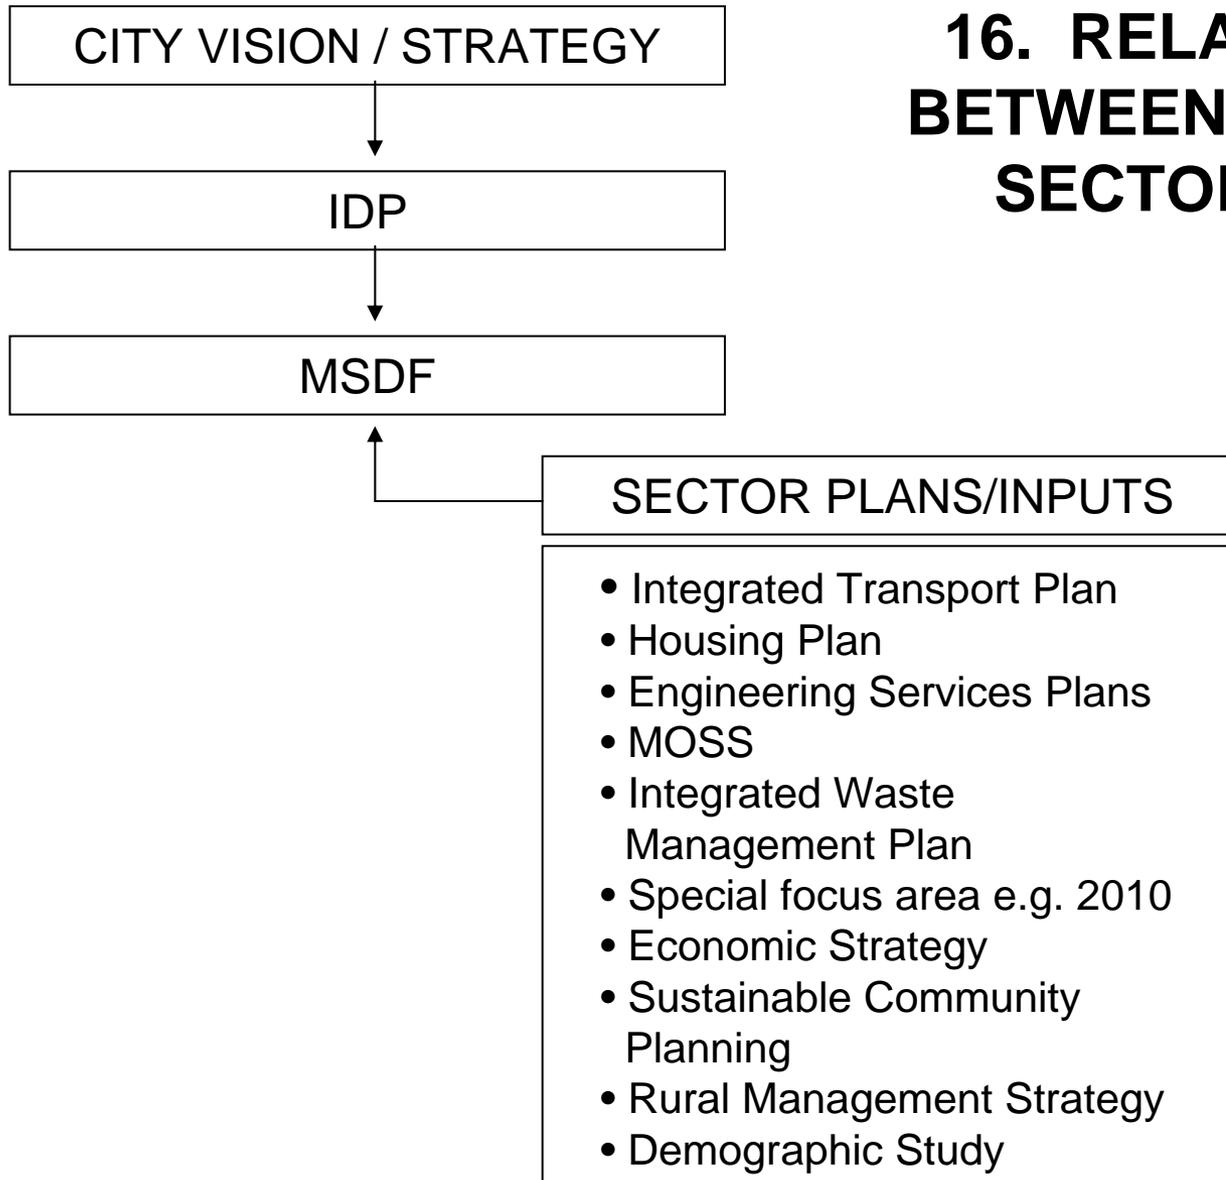 CITY VISION / STRATEGY
16. RELA
BETWEEN
SECTO
IDP
MSDF
SECTOR PLANS/INPUTS
• Integrated Transport Plan
• Housing Plan
• Engineering Services Plans
• MOSS
• Integrated Waste
Management Plan
• Special focus area e.g. 2010
• Economic Strategy
• Sustainable Community
Planning
• Rural Management Strategy
• Demographic Study